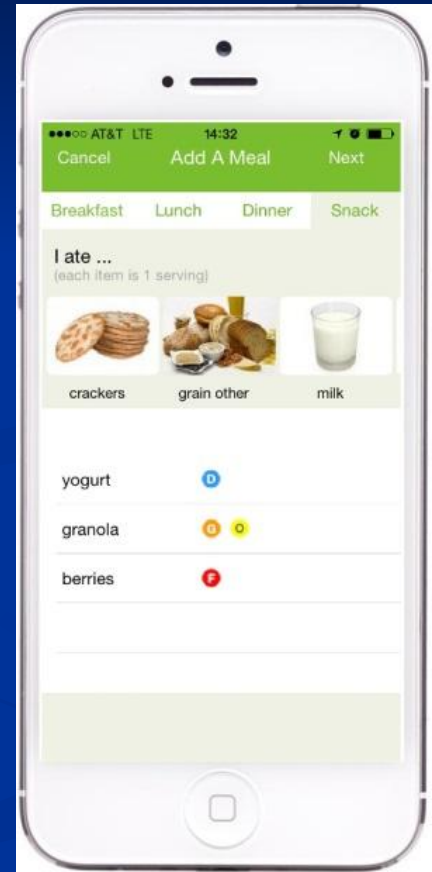 AT&T LTE 14:32
Cancel Add A Meal Next
Breakfast Lunch Dinner Snack
I ate ...
(each item is 1 serving)
crackers grain other milk
yogurt D
granola G O
berries F